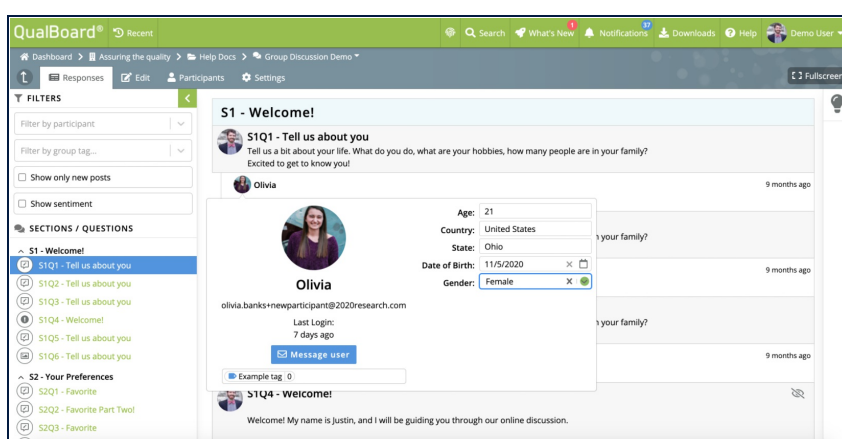 QualBoard® Recent Search What's New 1 Notifications 37 Downloads Help Demo User
Dashboard > Assuring the quality > Help Docs > Group Discussion Demo
Responses Edit Participants Settings Fullscreen
FILTERS
Filter by participant
Filter by group tag...
Show only new posts
Show sentiment
SECTIONS / QUESTIONS
S1 - Welcome!
S1Q1 - Tell us about you
S1Q2 - Tell us about you
S1Q3 - Tell us about you
S1Q4 - Welcome!
S1Q5 - Tell us about you
S1Q6 - Tell us about you
S2 - Your Preferences
S2Q1 - Favorite
S2Q2 - Favorite Part Two!
S2Q3 - Favorite
S1 - Welcome!
S1Q1 - Tell us about you
Tell us a bit about your life. What do you do, what are your hobbies, how many people are in your family?
Excited to get to know you!
Olivia 9 months ago
Olivia
olivia.banks+newparticipant@2020research.com
Last Login:
7 days ago
Message user
Example tag 0
Age: 21
Country: United States
State: Ohio
Date of Birth: 11/5/2020
Gender: Female
your family?
9 months ago
your family?
9 months ago
S1Q4 - Welcome!
Welcome! My name is Justin, and I will be guiding you through our online discussion.